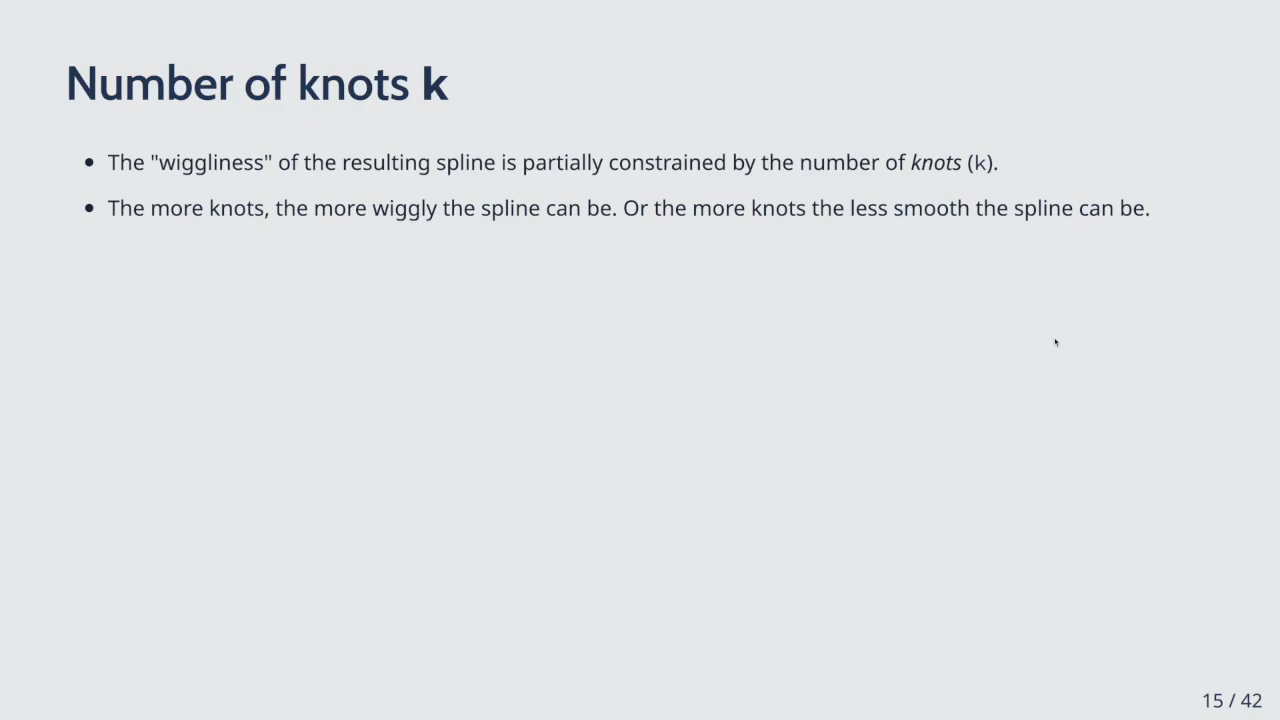 Number of knots k
• The "wiggliness" of the resulting spline is partially constrained by the number of knots (k).
• The more knots, the more wiggly the spline can be. Or the more knots the less smooth the spline can be.
15 / 42